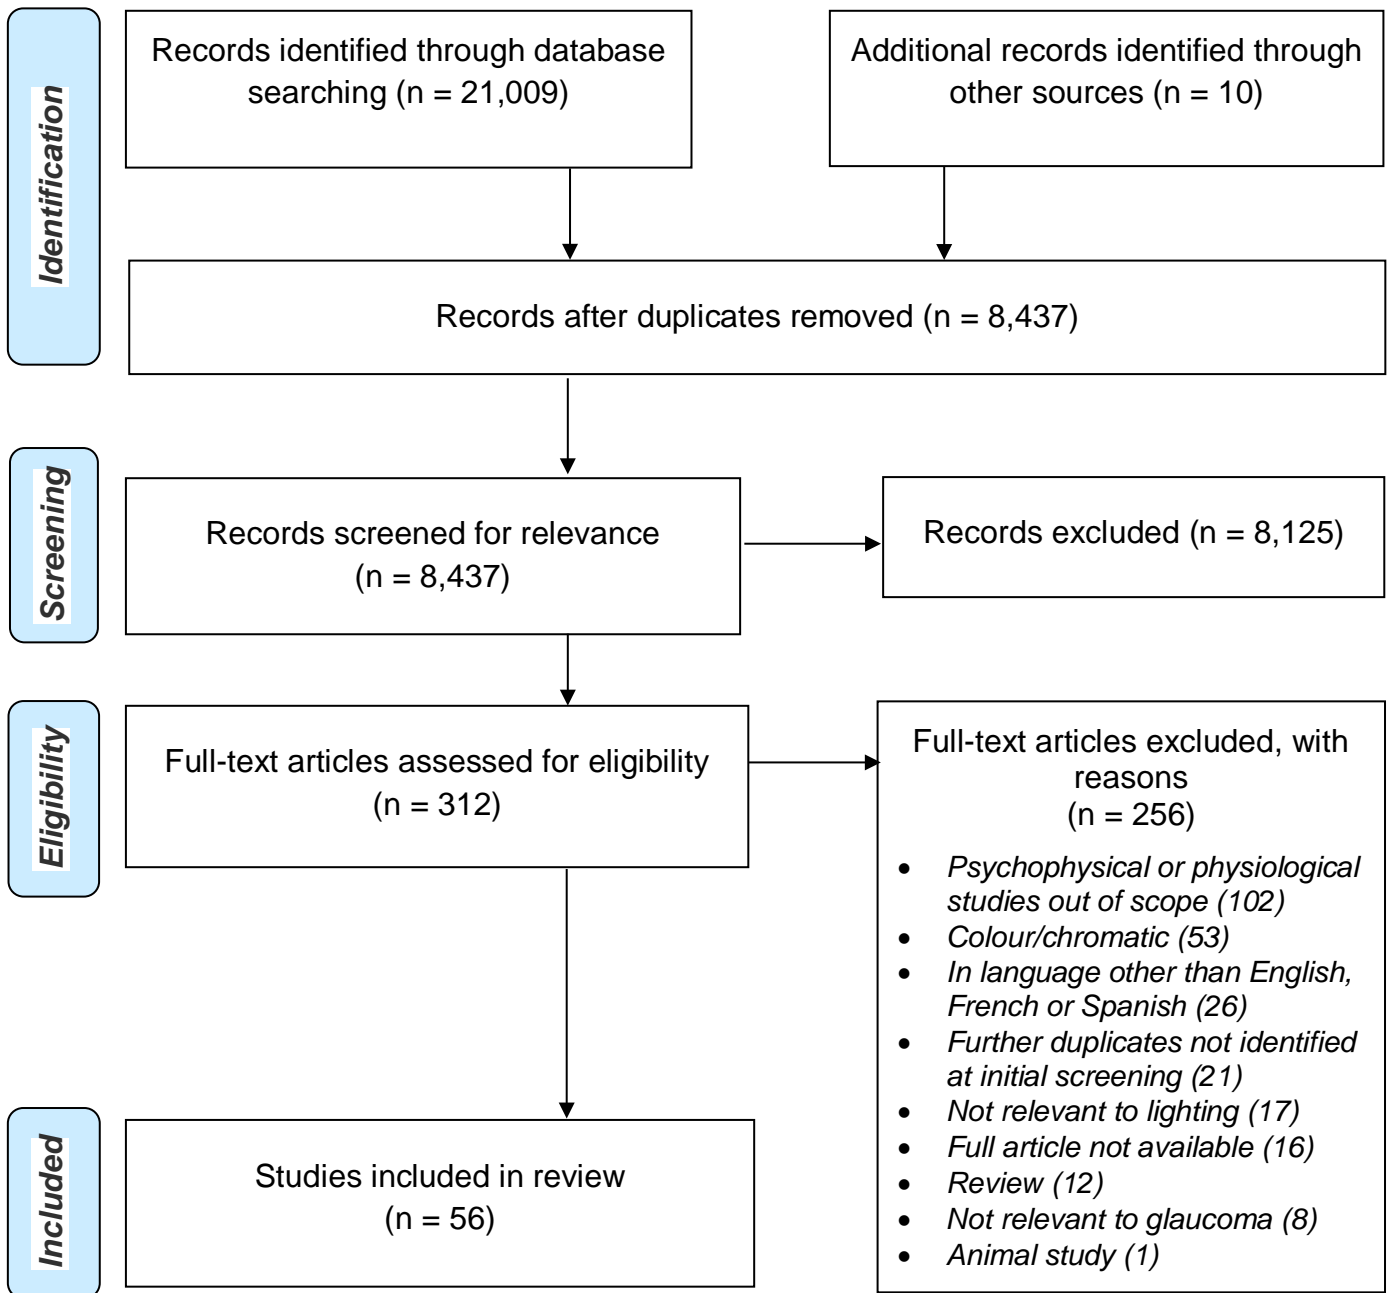 Identification
Records identified through database
searching (n = 21,009)
Additional records identified through
other sources (n = 10)
Records after duplicates removed (n = 8,437)
Screening
Records screened for relevance
(n = 8,437)
Records excluded (n = 8,125)
Eligibility
Full-text articles assessed for eligibility
(n = 312)
Full-text articles excluded, with
reasons
(n = 256)
• Psychophysical or physiological
studies out of scope (102)
• Colour/chromatic (53)
• In language other than English,
French or Spanish (26)
• Further duplicates not identified
at initial screening (21)
• Not relevant to lighting (17)
• Full article not available (16)
• Review (12)
• Not relevant to glaucoma (8)
• Animal study (1)
Included
Studies included in review
(n = 56)